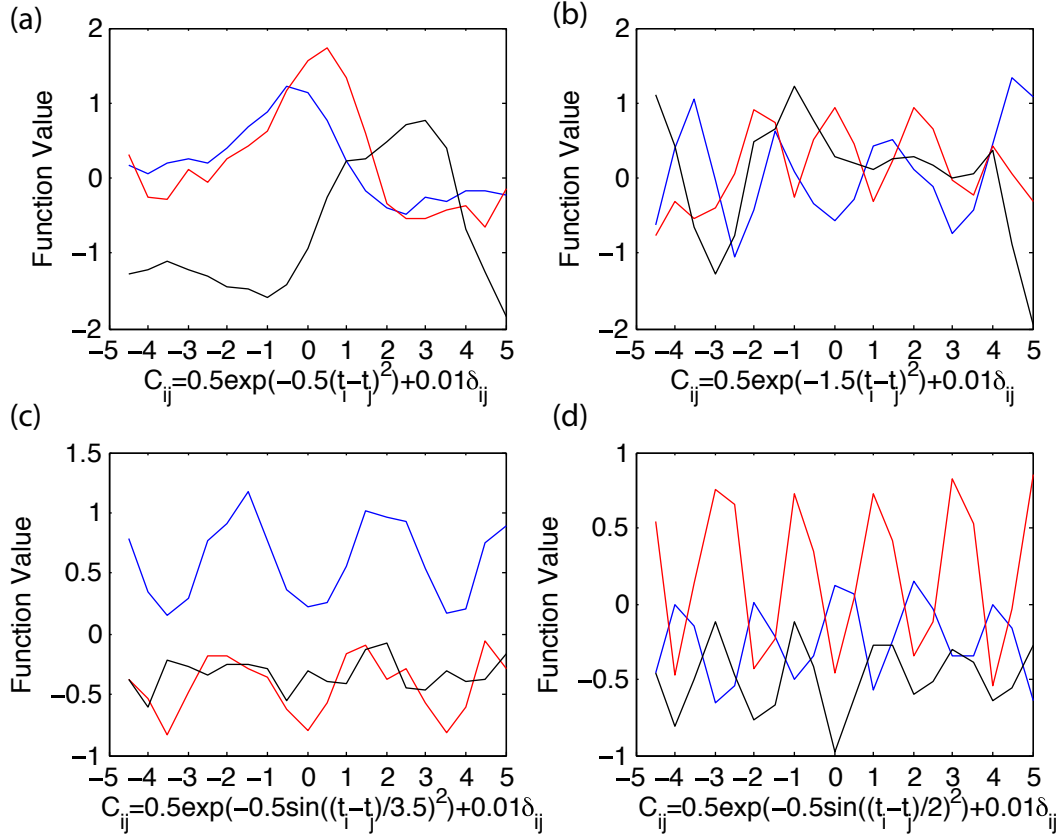 (a)
2
1
0
−1
−2
Function Value
−5 −4 −3 −2 −1 0 1 2 3 4 5
C_ij=0.5exp(−0.5(t_i−t_j)^2)+0.01δ_ij
(b)
2
1
0
−1
−2
Function Value
−5 −4 −3 −2 −1 0 1 2 3 4 5
C_ij=0.5exp(−1.5(t_i−t_j)^2)+0.01δ_ij
(c)
1.5
1
0.5
0
−0.5
−1
Function Value
−5 −4 −3 −2 −1 0 1 2 3 4 5
C_ij=0.5exp(−0.5sin((t_i−t_j)/3.5)^2)+0.01δ_ij
(d)
1
0.5
0
−0.5
−1
Function Value
−5 −4 −3 −2 −1 0 1 2 3 4 5
C_ij=0.5exp(−0.5sin((t_i−t_j)/2)^2)+0.01δ_ij